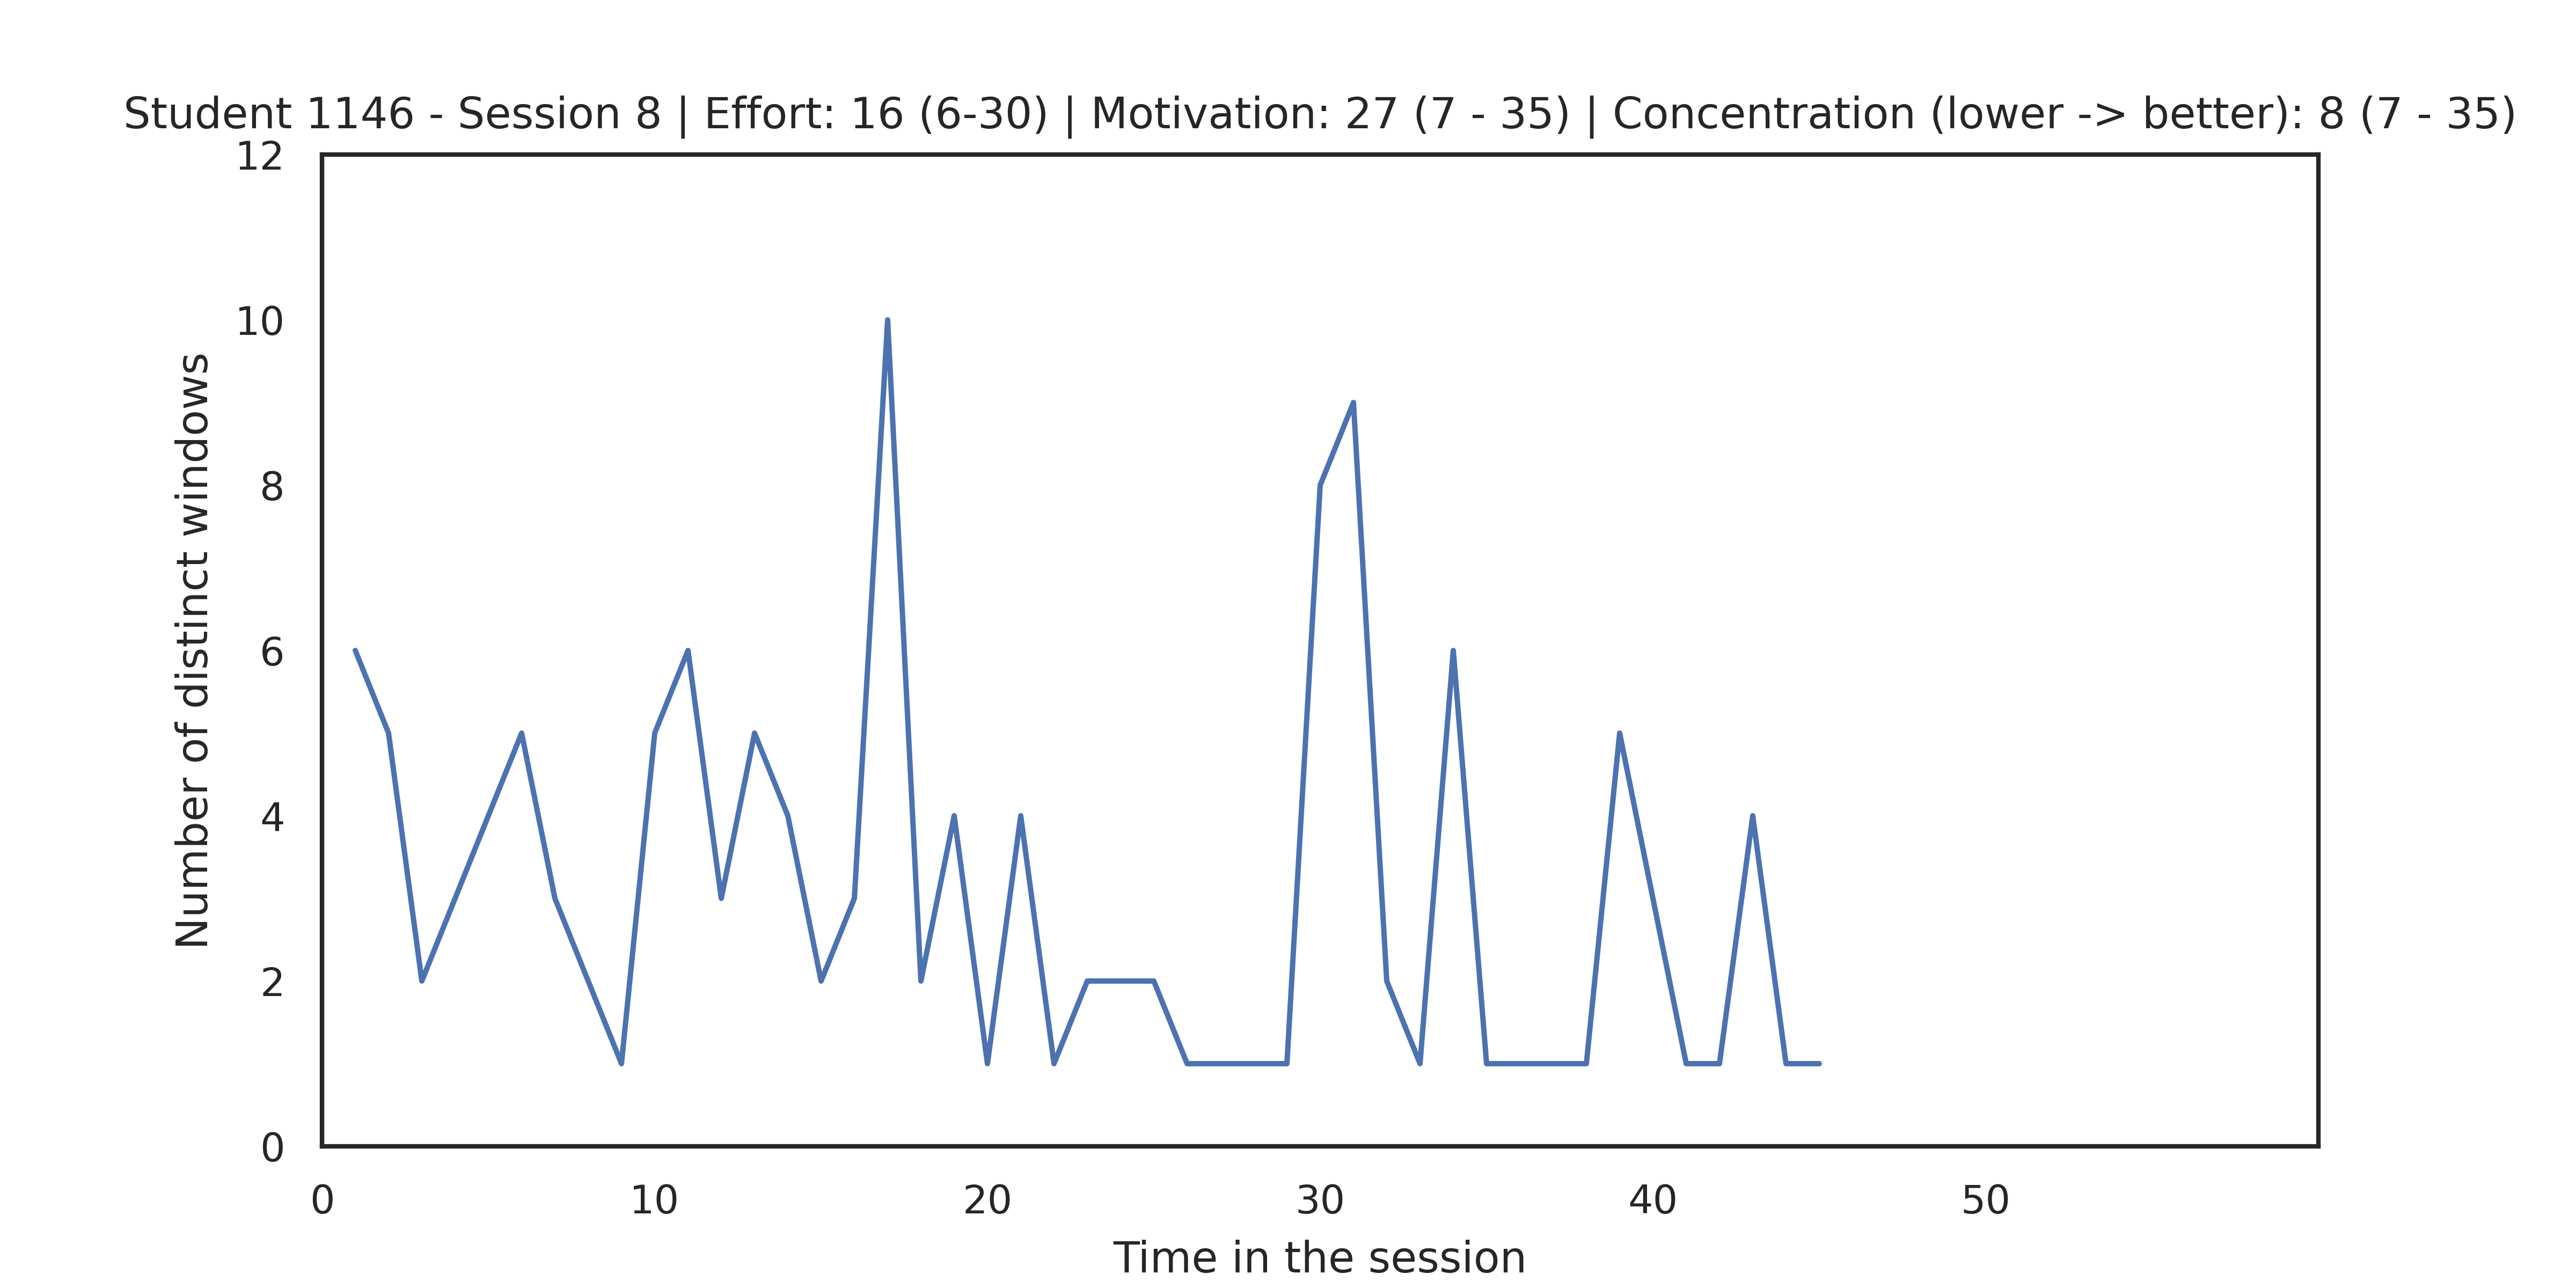 Student 1146 - Session 8 | Effort: 16 (6-30) | Motivation: 27 (7 - 35) | Concentration (lower -> better): 8 (7 - 35)
12
10
8
6
4
2
0
Number of distinct windows
0 10 20 30 40 50
Time in the session